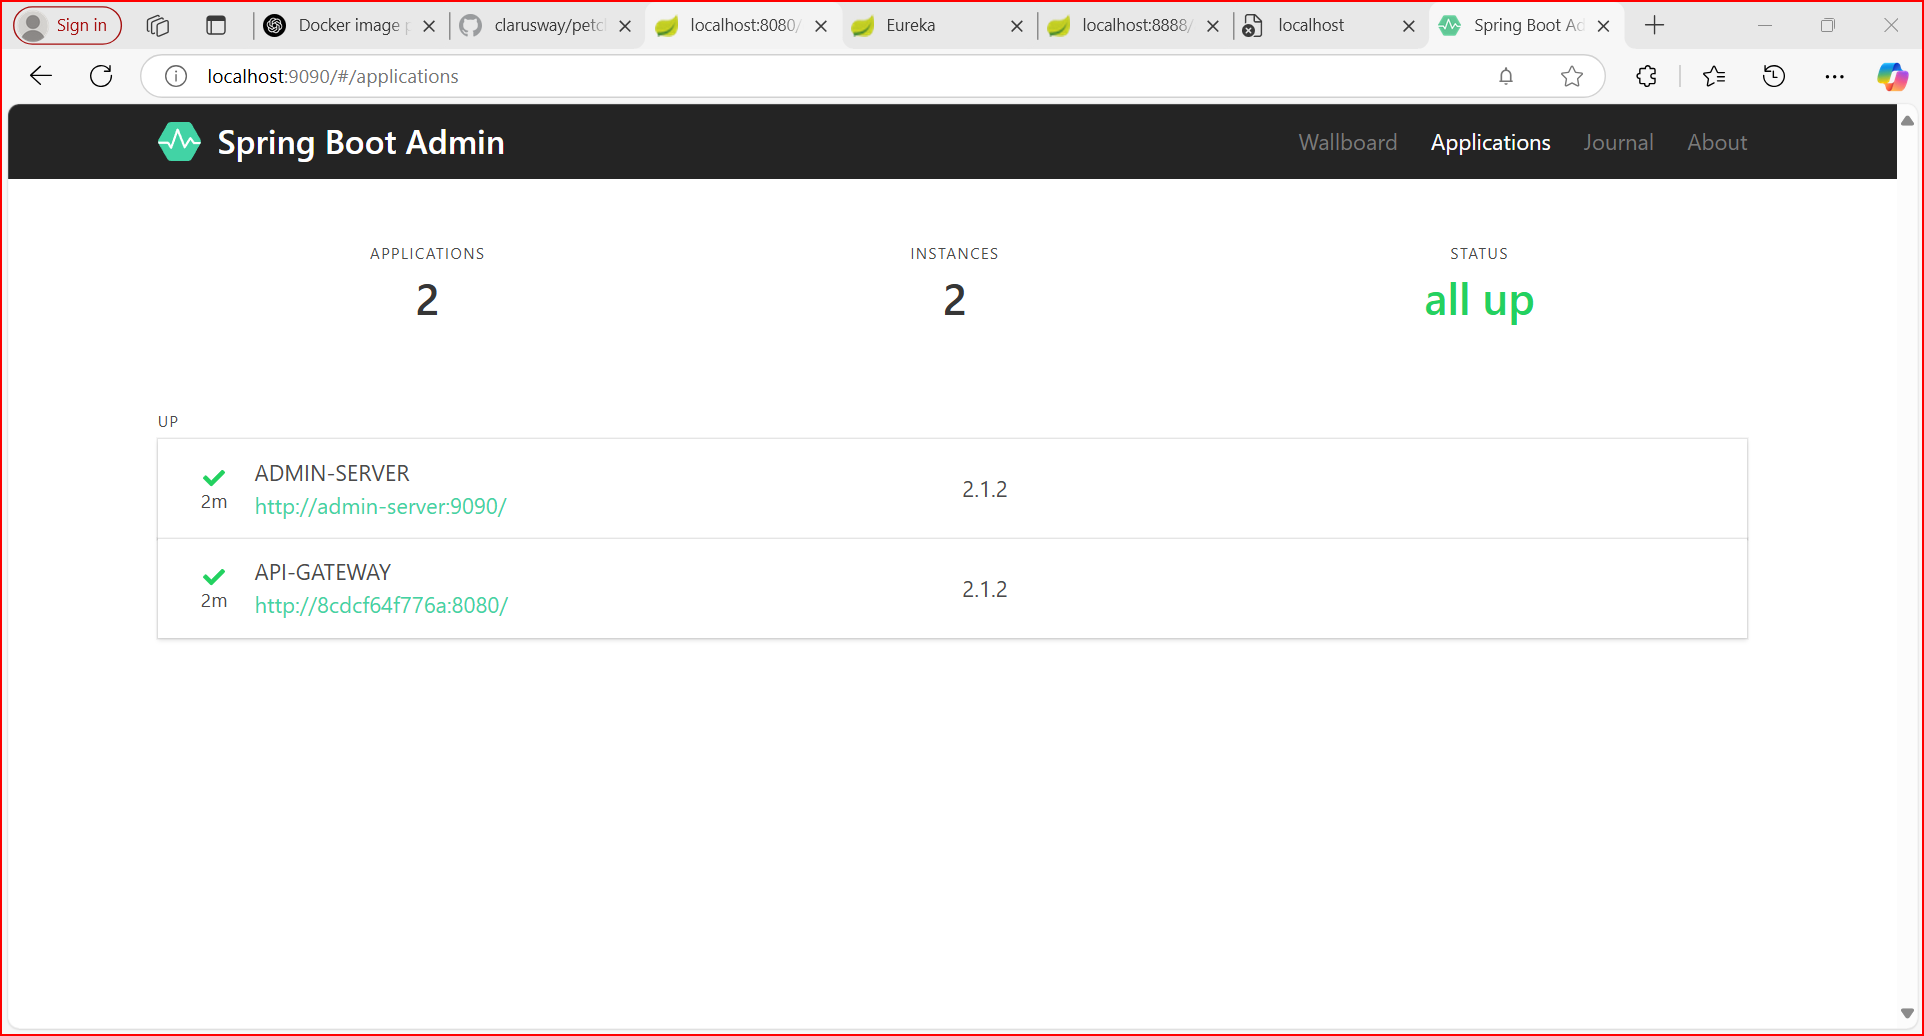 Sign in
Docker image p
clarusway/petcl
localhost:8080/
Eureka
localhost:8888/
localhost
Spring Boot Ad
localhost:9090/#/applications
Spring Boot Admin
Wallboard
Applications
Journal
About
APPLICATIONS
2
INSTANCES
2
STATUS
all up
UP
2m
ADMIN-SERVER
http://admin-server:9090/
2.1.2
2m
API-GATEWAY
http://8cdcf64f776a:8080/
2.1.2